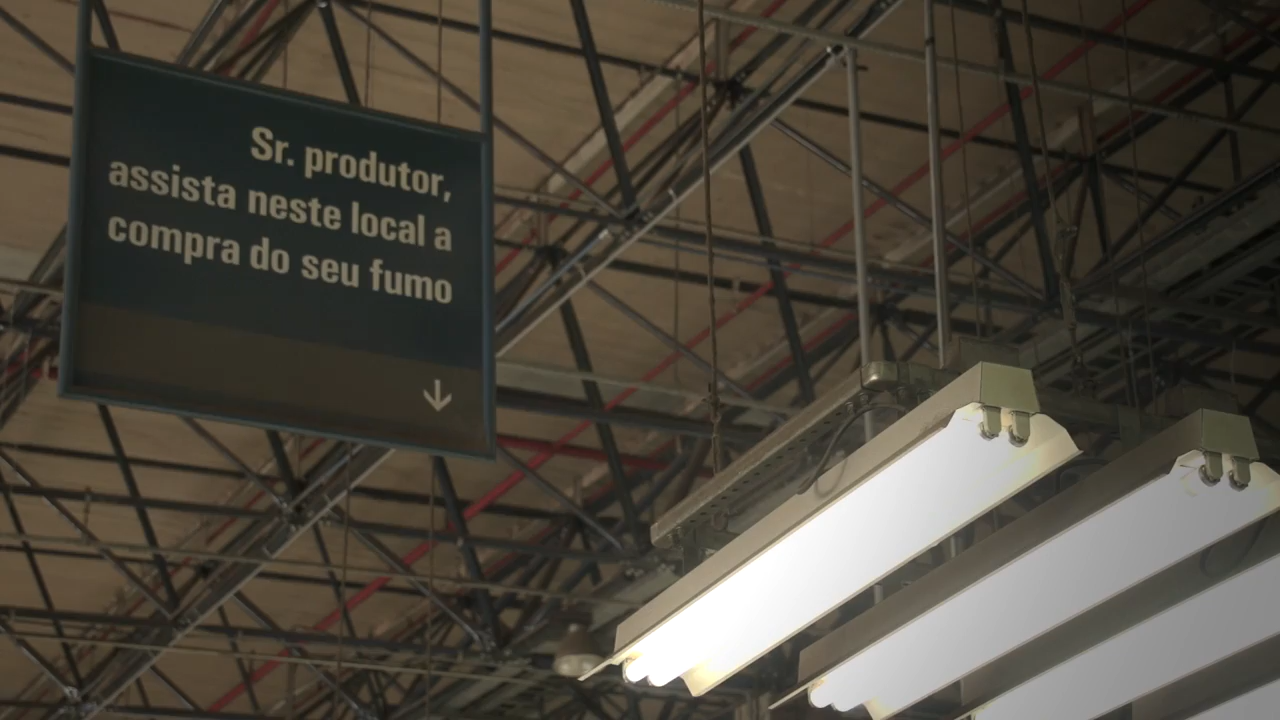 Sr. produtor,
assista neste local a
compra do seu fumo